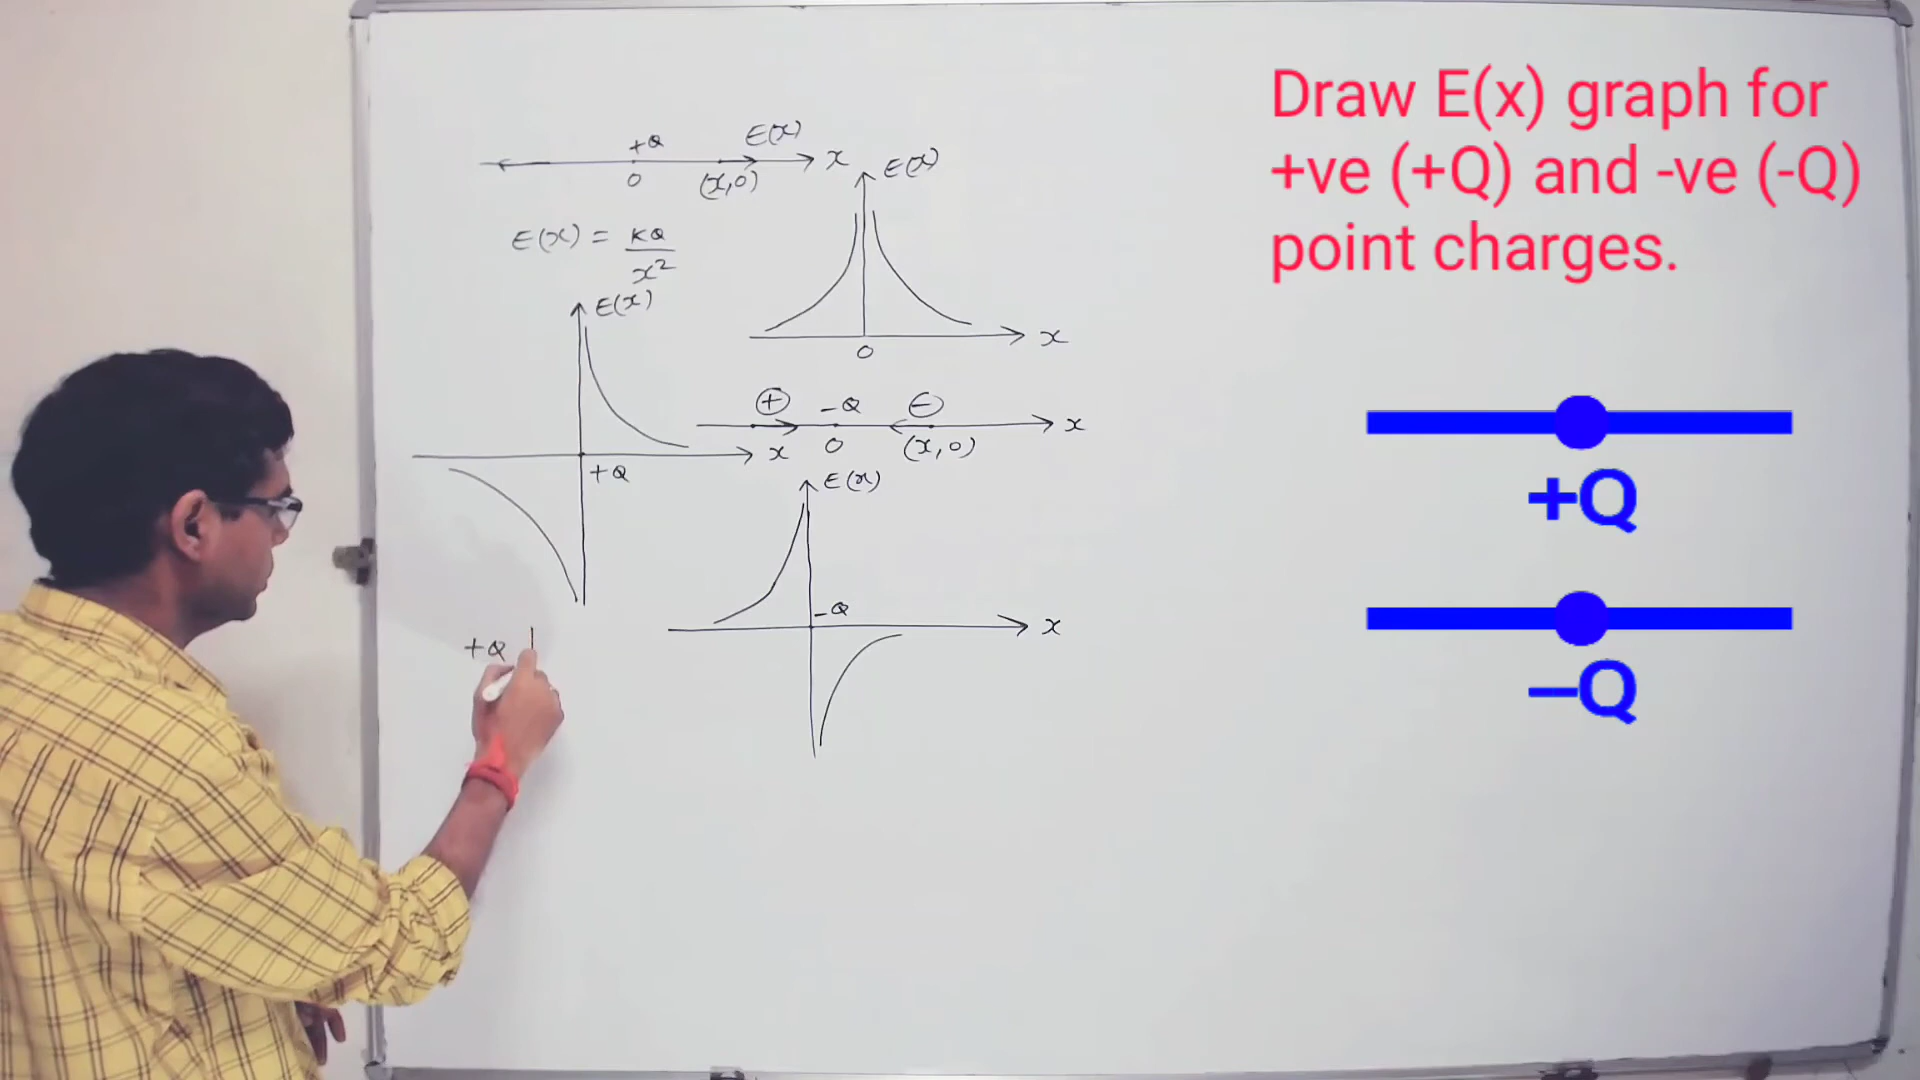 +Q
E(x)
x
0
(x,0)
E(x) = KQ
x²
E(x)
x
0
E(x)
x
+Q
+
-Q
-
x
0
(x,0)
E(x)
x
-Q
+Q
Draw E(x) graph for
+ve (+Q) and -ve (-Q)
point charges.
+Q
–Q